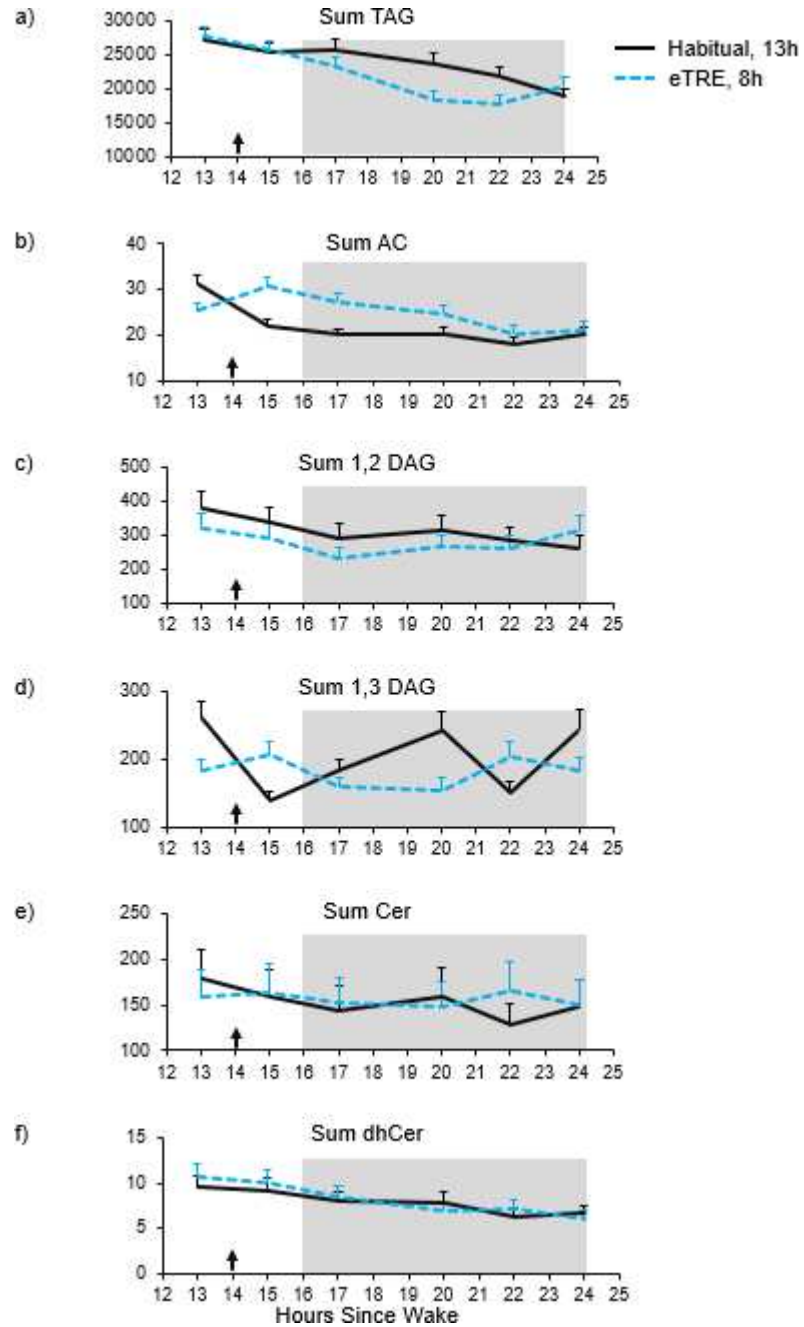 a)
Sum TAG
30000
25000
20000
15000
10000
12 13 14 15 16 17 18 19 20 21 22 23 24 25
Habitual, 13h
eTRE, 8h
b)
Sum AC
40
30
20
10
12 13 14 15 16 17 18 19 20 21 22 23 24 25
c)
Sum 1,2 DAG
500
400
300
200
100
12 13 14 15 16 17 18 19 20 21 22 23 24 25
d)
Sum 1,3 DAG
300
200
100
12 13 14 15 16 17 18 19 20 21 22 23 24 25
e)
Sum Cer
250
200
150
100
12 13 14 15 16 17 18 19 20 21 22 23 24 25
f)
Sum dhCer
15
10
5
0
12 13 14 15 16 17 18 19 20 21 22 23 24 25
Hours Since Wake